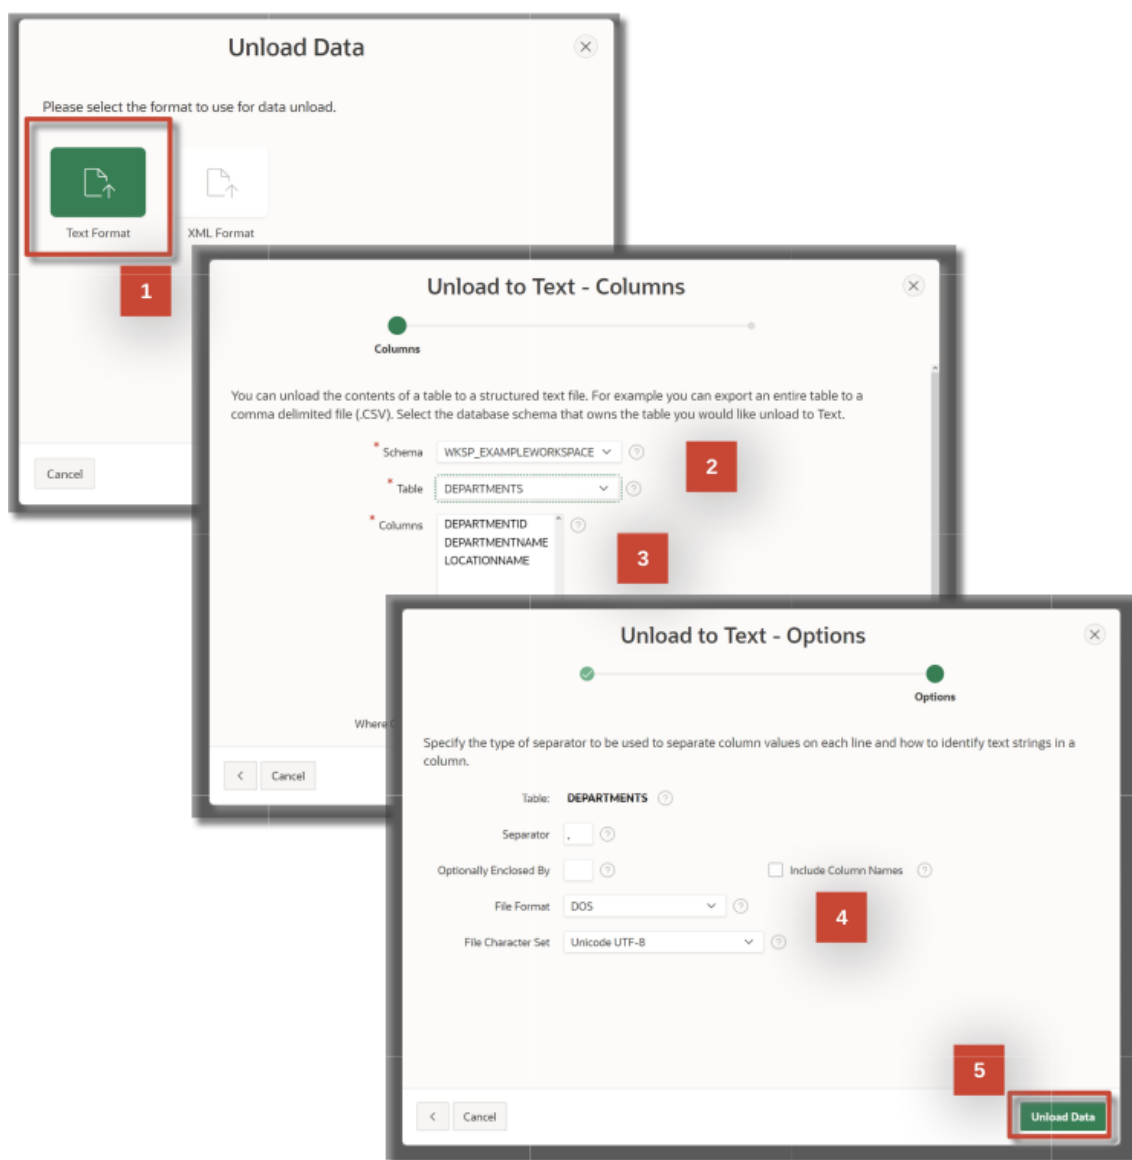 Unload Data
Please select the format to use for data unload.
Text Format
XML Format
1
Cancel
Unload to Text - Columns
Columns
You can unload the contents of a table to a structured text file. For example you can export an entire table to a
comma delimited file (.CSV). Select the database schema that owns the table you would like unload to Text.
* Schema WKSP_EXAMPLEWORKSPACE ?
2
* Table DEPARTMENTS ?
* Columns DEPARTMENTID ?
DEPARTMENTNAME
LOCATIONNAME
3
Where
< Cancel
Unload to Text - Options
Options
Specify the type of separator to be used to separate column values on each line and how to identify text strings in a
column.
Table: DEPARTMENTS ?
Separator , ?
Optionally Enclosed By ? Include Column Names ?
File Format DOS ?
4
File Character Set Unicode UTF-8 ?
5
< Cancel Unload Data